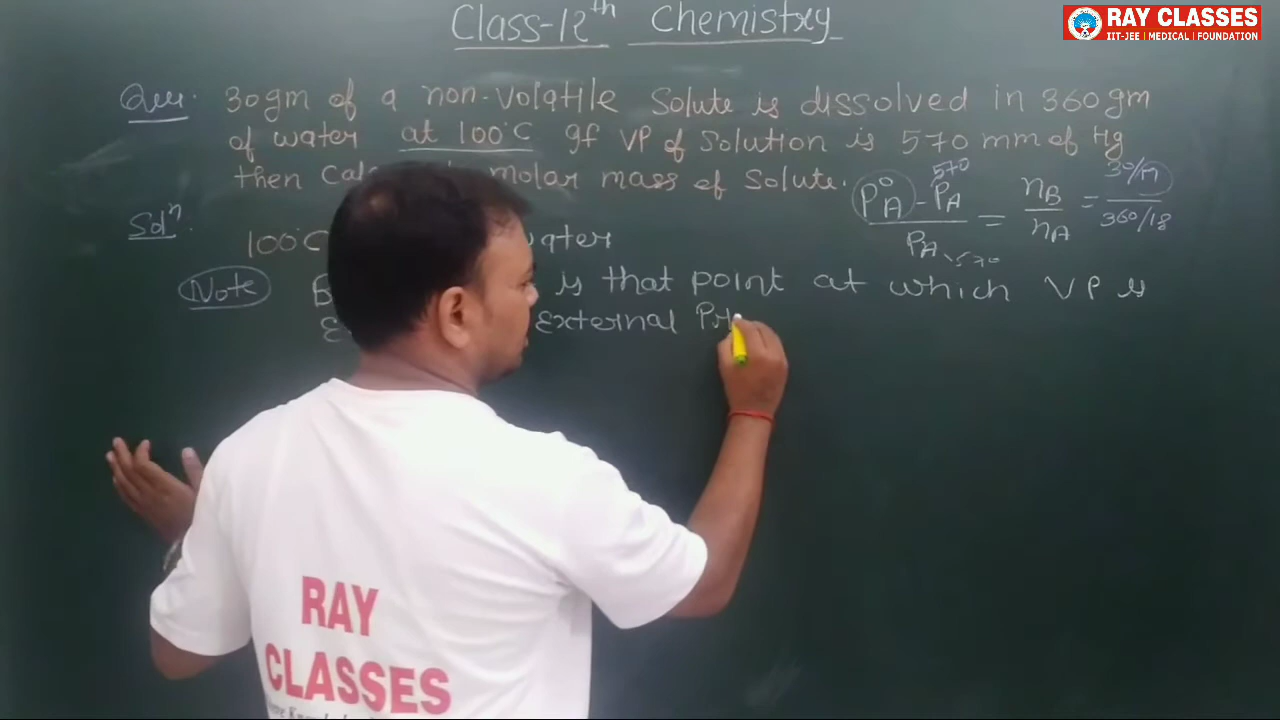 Class-12th Chemistry
RAY CLASSES
IIT-JEE | MEDICAL | FOUNDATION
Que. 30gm of a non-volatile Solute is dissolved in 360gm
of water at 100°C If VP of Solution is 570 mm of Hg
then molar mass of Solute.
P°A - PA 570 / PA → 570 = nB / nA = 30/M / 360/18
Solⁿ. 100°C water
Note is that point at which VP is
External
RAY
CLASSES